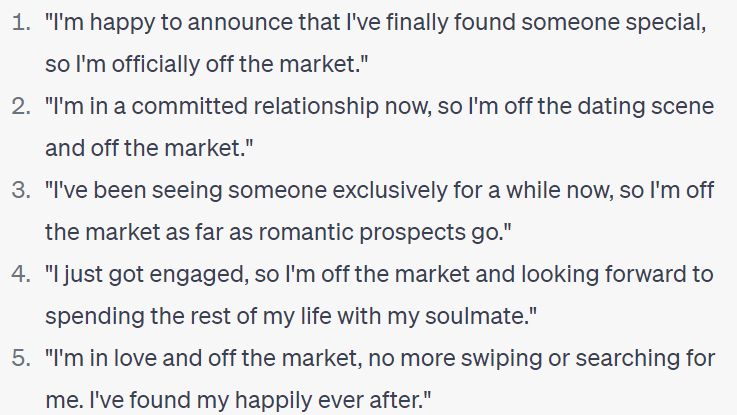 1. "I'm happy to announce that I've finally found someone special,
so I'm officially off the market."
2. "I'm in a committed relationship now, so I'm off the dating scene
and off the market."
3. "I've been seeing someone exclusively for a while now, so I'm off
the market as far as romantic prospects go."
4. "I just got engaged, so I'm off the market and looking forward to
spending the rest of my life with my soulmate."
5. "I'm in love and off the market, no more swiping or searching for
me. I've found my happily ever after."